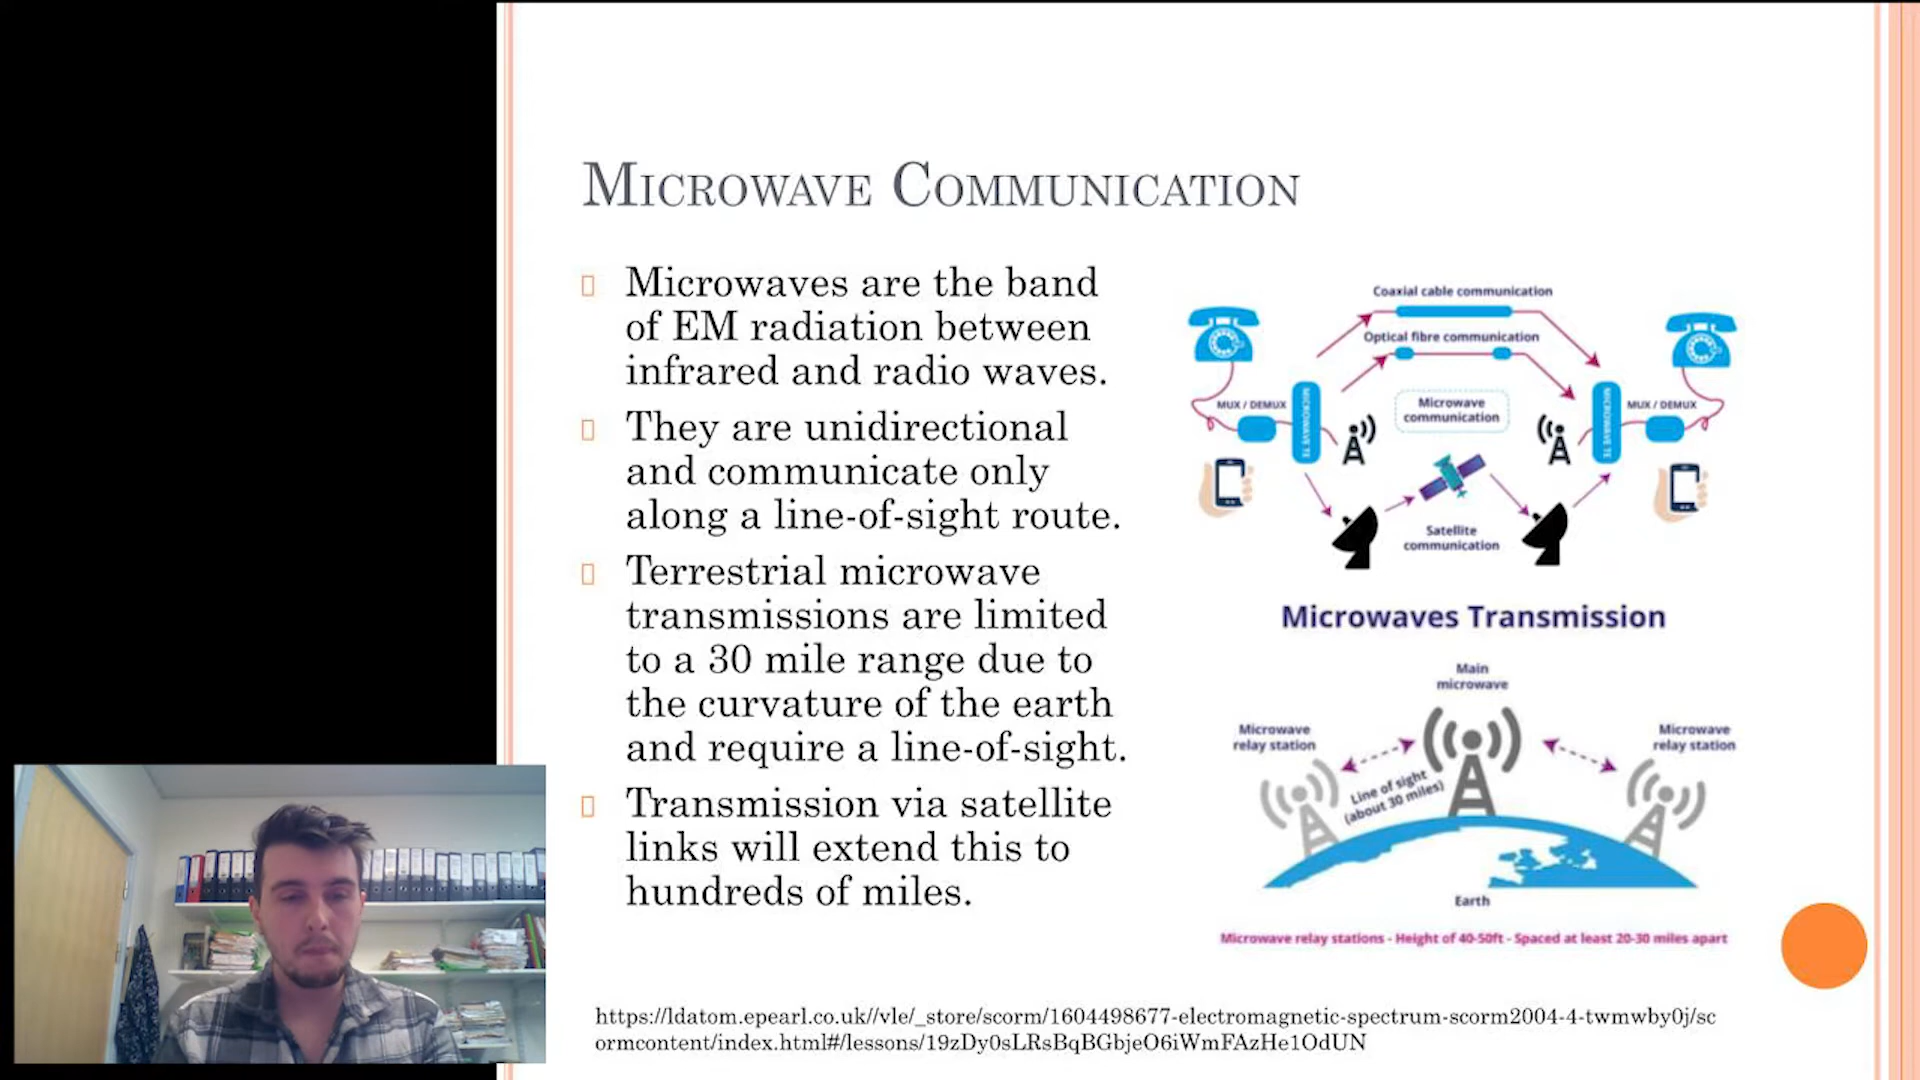 MICROWAVE COMMUNICATION
Microwaves are the band
of EM radiation between
infrared and radio waves.
They are unidirectional
and communicate only
along a line-of-sight route.
Terrestrial microwave
transmissions are limited
to a 30 mile range due to
the curvature of the earth
and require a line-of-sight.
Transmission via satellite
links will extend this to
hundreds of miles.
Coaxial cable communication
Optical fibre communication
MUX / DEMUX
MICROWAVE TE
Microwave
communication
MICROWAVE TE
MUX / DEMUX
Satellite
communication
Microwaves Transmission
Main
microwave
Microwave
relay station
Microwave
relay station
Line of sight
(about 30 miles)
Earth
Microwave relay stations - Height of 40-50ft - Spaced at least 20-30 miles apart
https://ldatom.epearl.co.uk//vle/_store/scorm/1604498677-electromagnetic-spectrum-scorm2004-4-twmwby0j/sc
ormcontent/index.html#/lessons/19zDy0sLRsBqBGbjeO6iWmFAzHe1OdUN